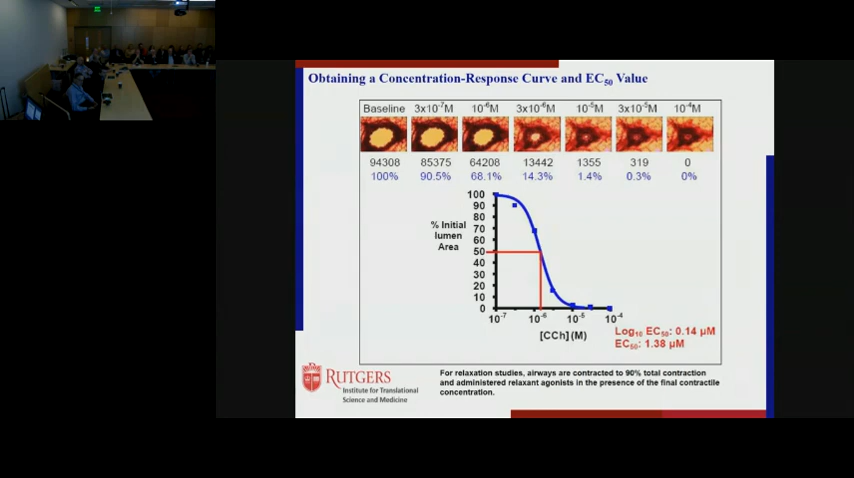 Obtaining a Concentration-Response Curve and EC₅₀ Value
Baseline 3x10⁻⁷M 10⁻⁶M 3x10⁻⁶M 10⁻⁵M 3x10⁻⁵M 10⁻⁴M
94308 85375 64208 13442 1355 319 0
100% 90.5% 68.1% 14.3% 1.4% 0.3% 0%
% Initial
lumen
Area
100
90
80
70
60
50
40
30
20
10
0
10⁻⁷ 10⁻⁶ 10⁻⁵ 10⁻⁴
[CCh] (M)
Log₁₀ EC₅₀: 0.14 µM
EC₅₀: 1.38 µM
RUTGERS
Institute for Translational
Science and Medicine
For relaxation studies, airways are contracted to 90% total contraction
and administered relaxant agonists in the presence of the final contractile
concentration.